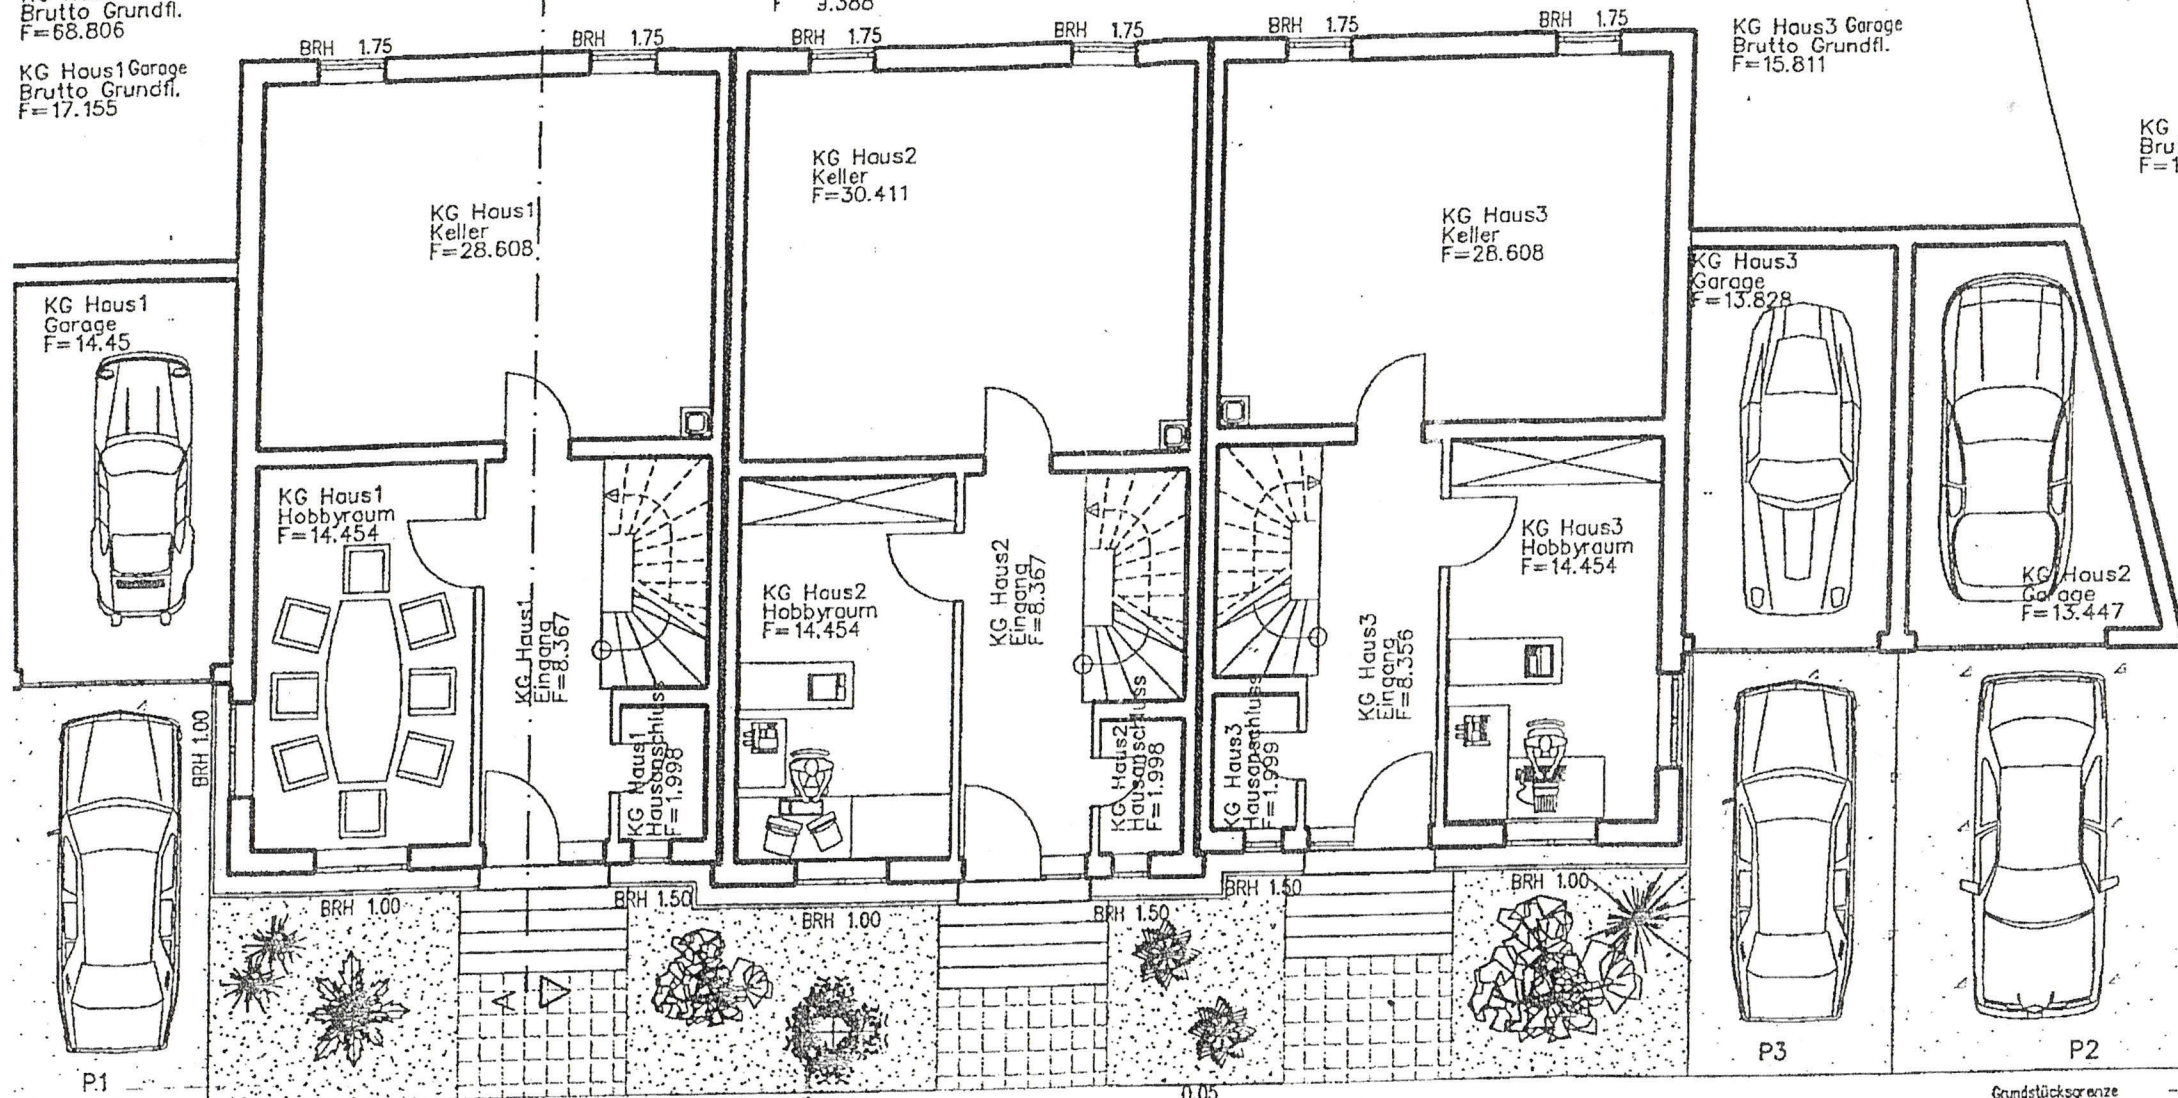 Brutto Grundfl.
F=68.806
KG Haus1 Garage
Brutto Grundfl.
F=17.155
F 9.388
BRH 1.75
BRH 1.75
BRH 1.75
BRH 1.75
BRH 1.75
BRH 1.75
KG Haus3 Garage
Brutto Grundfl.
F=15.811
KG
Bru
F=1
KG Haus1
Keller
F=28.608
KG Haus2
Keller
F=30.411
KG Haus3
Keller
F=28.608
KG Haus1
Garage
F=14.45
KG Haus3
Garage
F=13.828
KG Haus1
Hobbyraum
F=14.454
KG Haus2
Hobbyraum
F=14.454
KG Haus3
Hobbyraum
F=14.454
KG Haus2
Garage
F=13.447
KG Haus1
Eingang
F=8.367
KG Haus2
Eingang
F=8.367
KG Haus3
Eingang
F=8.356
KG Haus1
Hausanschluss
F=1.998
KG Haus2
Hausanschluss
F=1.998
KG Haus3
Hausanschluss
F=1.999
BRH 1.00
BRH 1.00
BRH 1.50
BRH 1.00
BRH 1.50
BRH 1.50
BRH 1.00
A
P1
P3
P2
0.05
Grundstücksgrenze